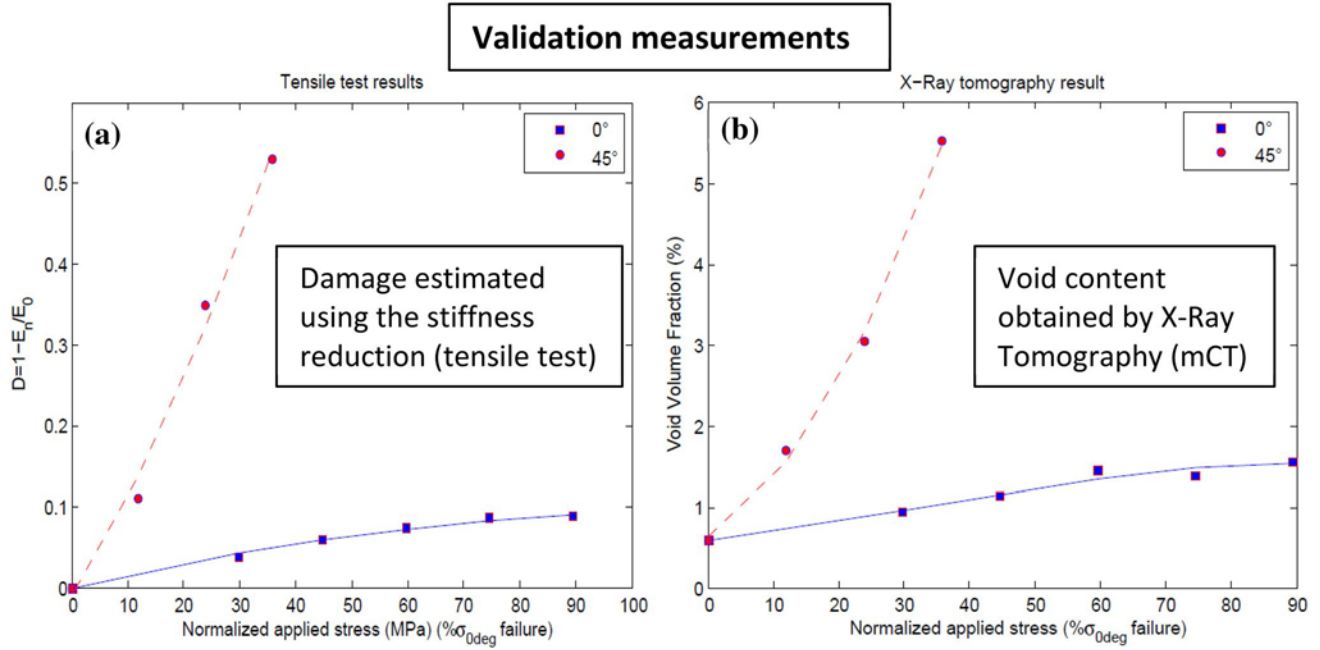 Validation measurements
Tensile test results
(a)
0°
45°
Damage estimated
using the stiffness
reduction (tensile test)
D=1−Eₙ/E₀
0.5
0.4
0.3
0.2
0.1
0
0 10 20 30 40 50 60 70 80 90 100
Normalized applied stress (MPa) (%σ0deg failure)
X−Ray tomography result
(b)
0°
45°
Void content
obtained by X-Ray
Tomography (mCT)
Void Volume Fraction (%)
6
5
4
3
2
1
0
0 10 20 30 40 50 60 70 80 90
Normalized applied stress (%σ0deg failure)